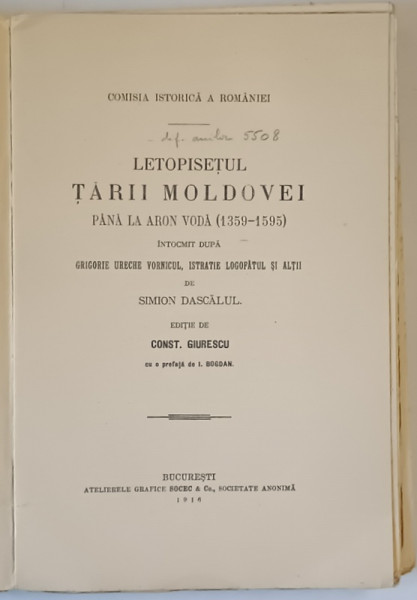 COMISIA ISTORICĂ A ROMÂNIEI
5508
LETOPISEȚUL
ȚĂRII MOLDOVEI
PÂNĂ LA ARON VODĂ (1359-1595)
ÎNTOCMIT DUPĂ
GRIGORIE URECHE VORNICUL, ISTRATIE LOGOFĂTUL ȘI ALȚII
DE
SIMION DASCĂLUL.
EDIȚIE DE
CONST. GIURESCU
cu o prefață de I. BOGDAN.
BUCUREȘTI
ATELIERELE GRAFICE SOCEC & Co., SOCIETATE ANONIMĂ
1916